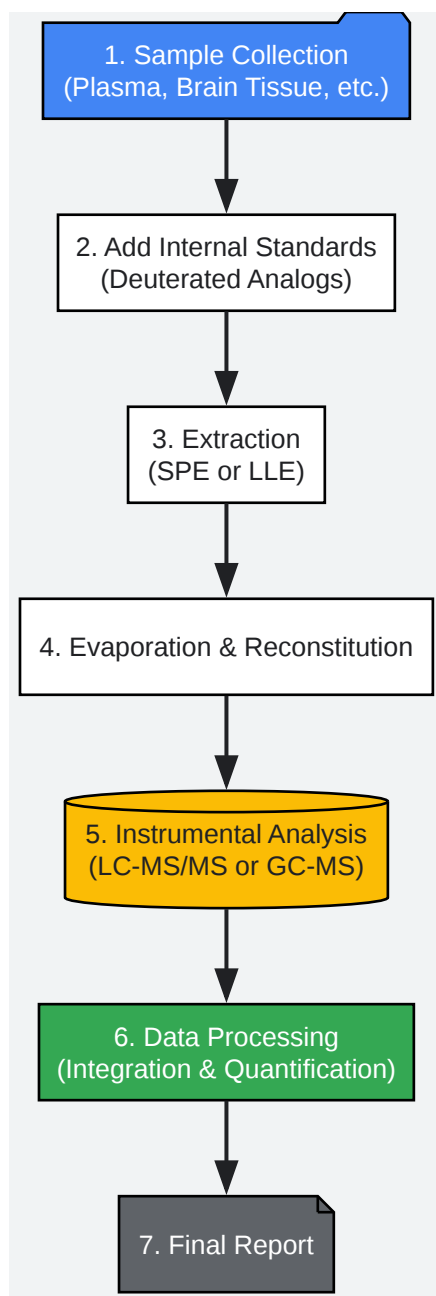 1. Sample Collection
(Plasma, Brain Tissue, etc.)
2. Add Internal Standards
(Deuterated Analogs)
3. Extraction
(SPE or LLE)
4. Evaporation & Reconstitution
5. Instrumental Analysis
(LC-MS/MS or GC-MS)
6. Data Processing
(Integration & Quantification)
7. Final Report